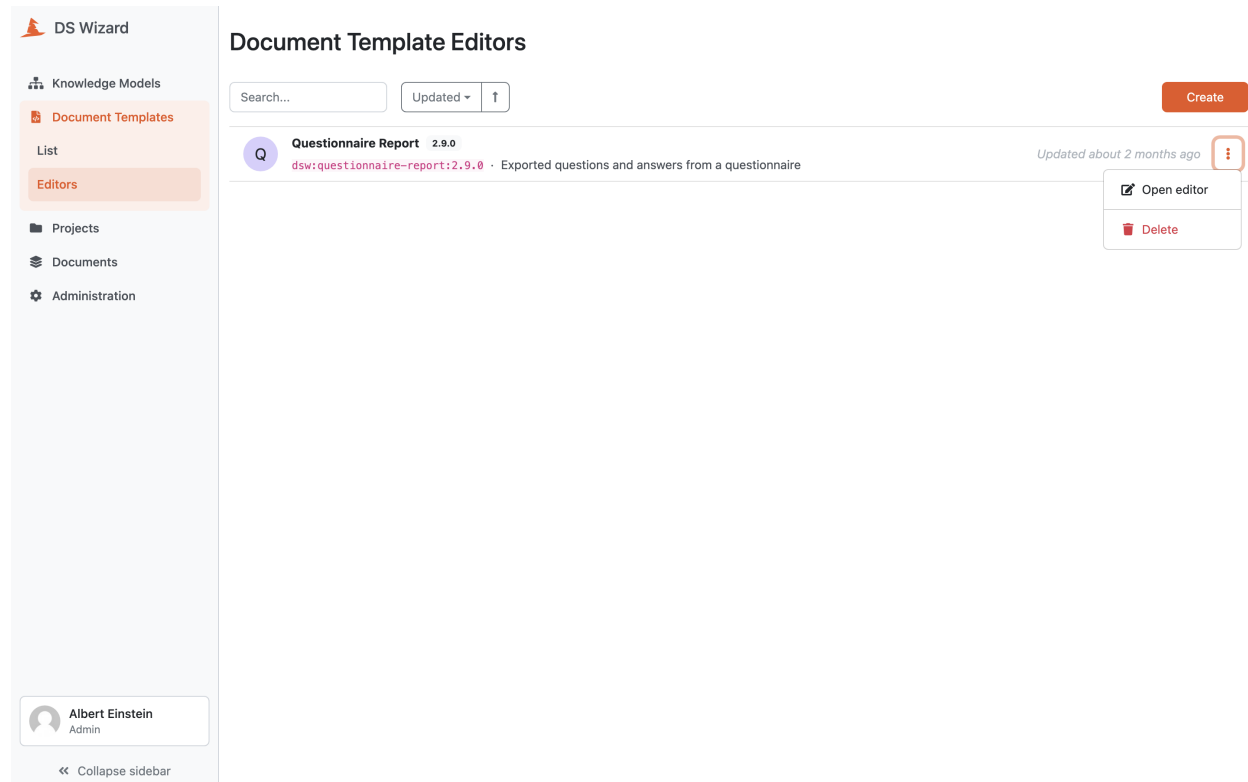 DS Wizard
Knowledge Models
Document Templates
List
Editors
Projects
Documents
Administration
Albert Einstein
Admin
Collapse sidebar
Document Template Editors
Search...
Updated
Create
Q
Questionnaire Report 2.9.0
dsw:questionnaire-report:2.9.0 · Exported questions and answers from a questionnaire
Updated about 2 months ago
Open editor
Delete